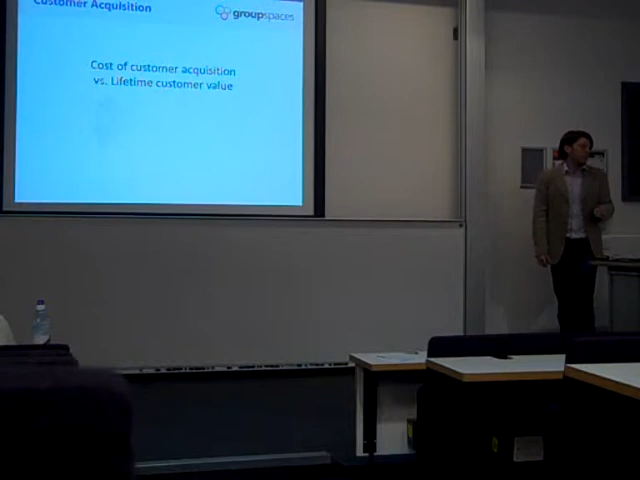 Customer Acquisition
groupspaces
Cost of customer acquisition
vs. Lifetime customer value